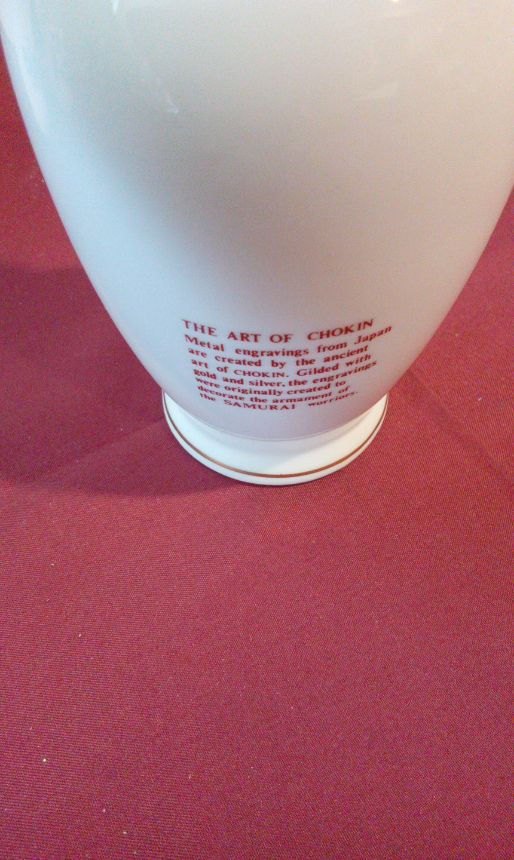 THE ART OF CHOKIN
Metal engravings from Japan
are created by the ancient
art of CHOKIN. Gilded with
gold and silver, the engravings
were originally created to
decorate the armament of
the SAMURAI warriors.